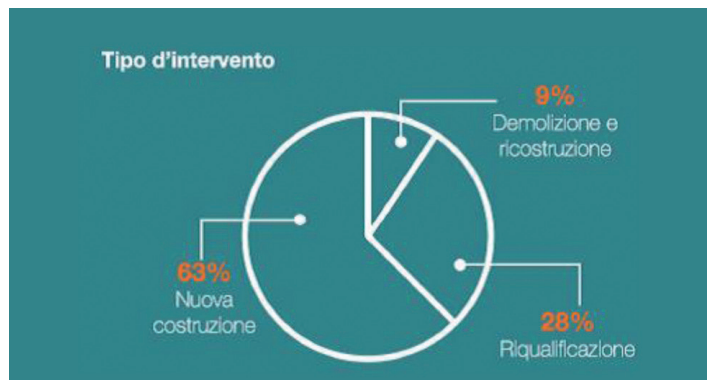 Tipo d'intervento
9%
Demolizione e
ricostruzione
63%
Nuova
costruzione
28%
Riqualificazione